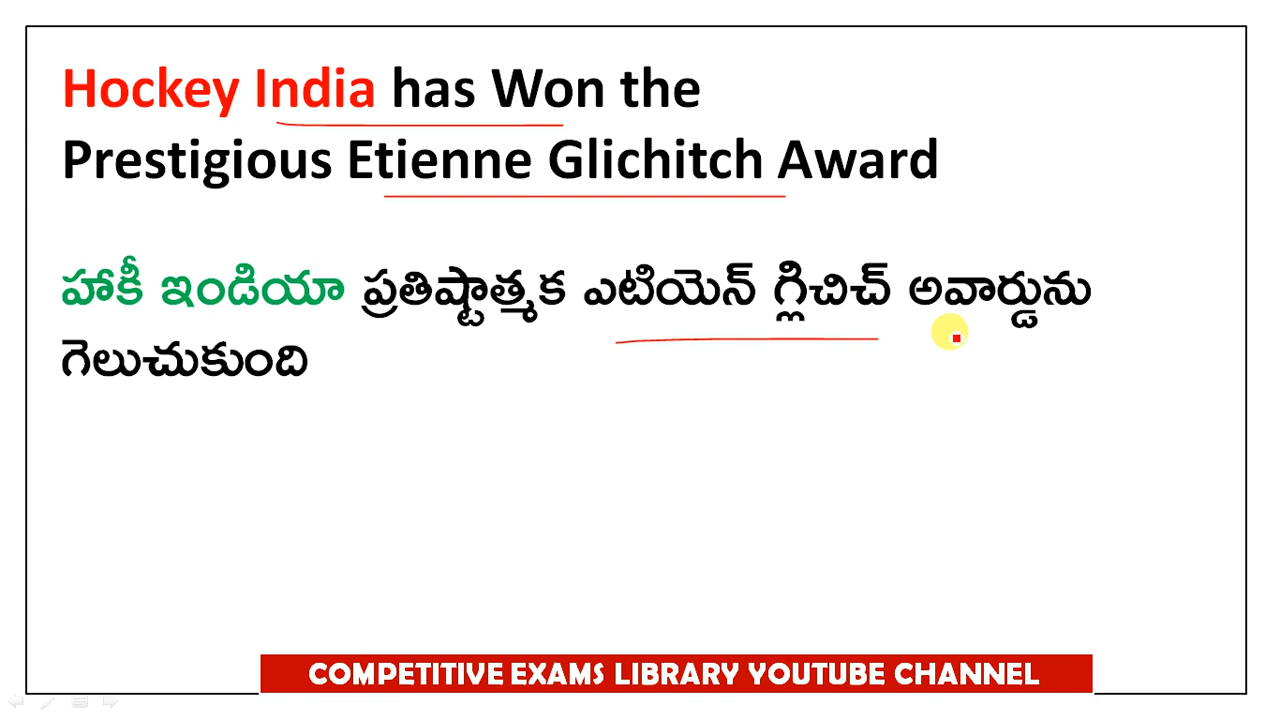 Hockey India has Won the
Prestigious Etienne Glichitch Award
హాకీ ఇండియా ప్రతిష్టాత్మక ఎటియెన్ గ్లిచిచ్ అవార్డును
గెలుచుకుంది
COMPETITIVE EXAMS LIBRARY YOUTUBE CHANNEL